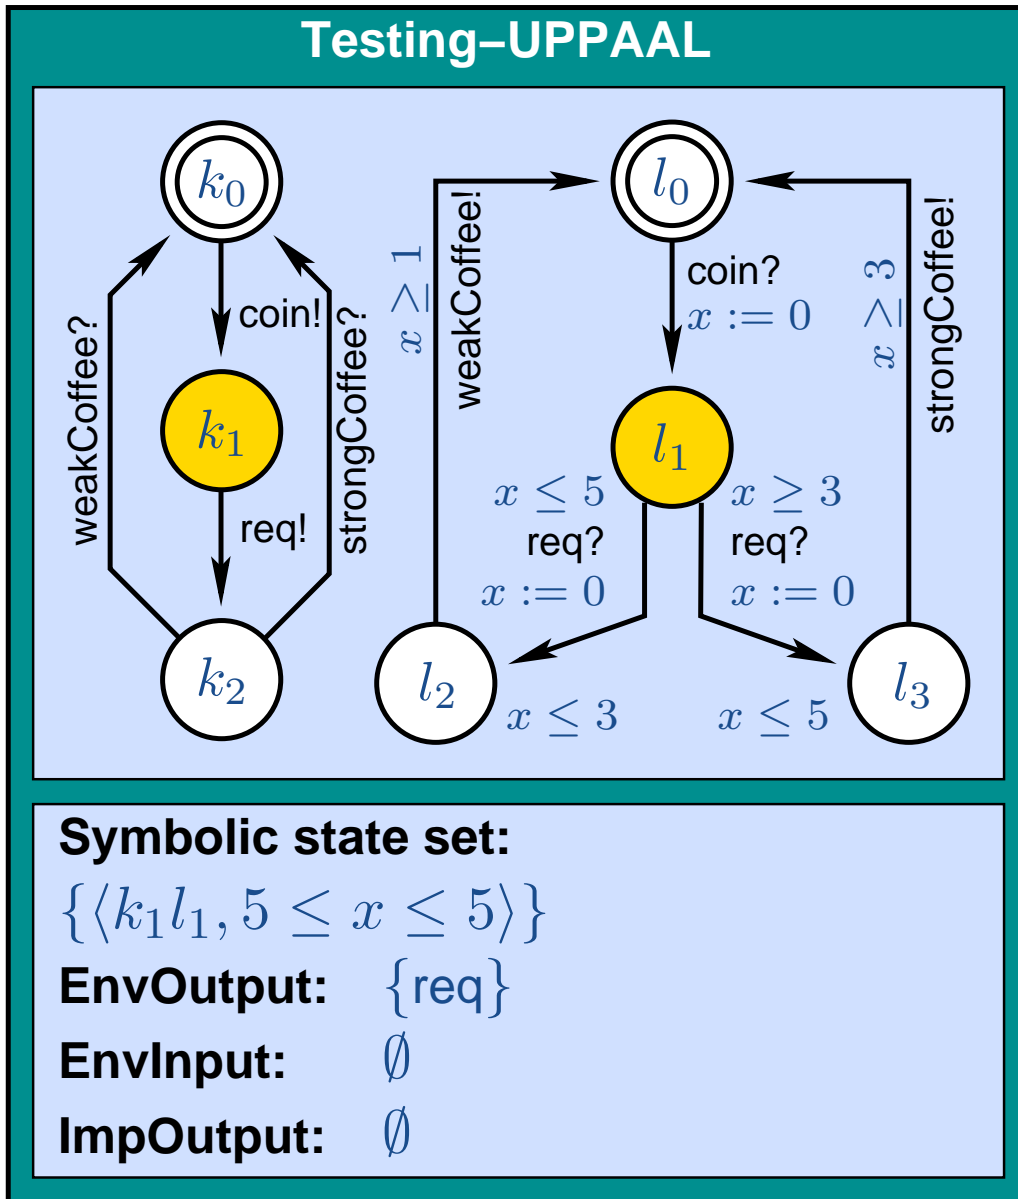 Testing–UPPAAL
k₀
coin!
k₁
req!
k₂
weakCoffee?
strongCoffee?
l₀
coin?
x := 0
l₁
x ≤ 5
req?
x := 0
x ≥ 3
req?
x := 0
x ≥ 1
weakCoffee!
x ≥ 3
strongCoffee!
l₂
x ≤ 3
x ≤ 5
l₃
Symbolic state set:
{⟨k₁l₁, 5 ≤ x ≤ 5⟩}
EnvOutput: {req}
EnvInput: ∅
ImpOutput: ∅